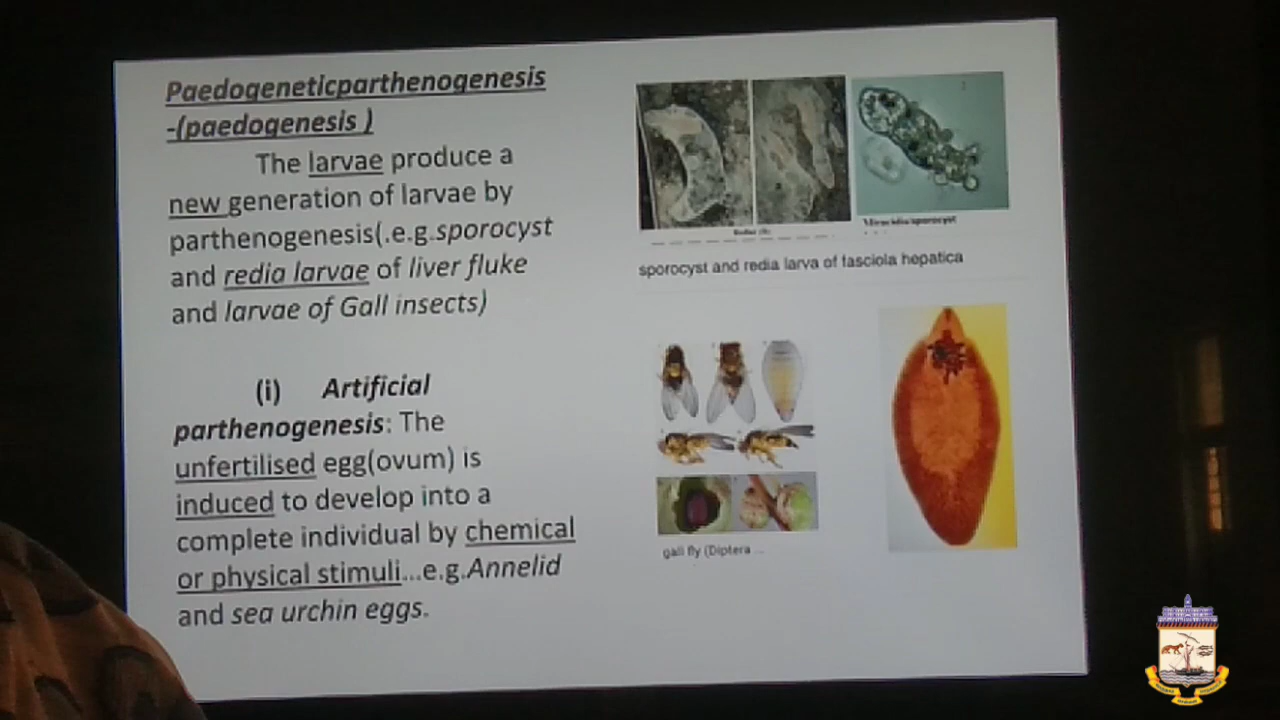 Paedogeneticparthenogenesis
-(paedogenesis )
The larvae produce a
new generation of larvae by
parthenogenesis(.e.g.sporocyst
and redia larvae of liver fluke
and larvae of Gall insects)
(i) Artificial
parthenogenesis: The
unfertilised egg(ovum) is
induced to develop into a
complete individual by chemical
or physical stimuli...e.g.Annelid
and sea urchin eggs.
Miracidia/sporocyst
sporocyst and redia larva of fasciola hepatica
gall fly (Diptera ...